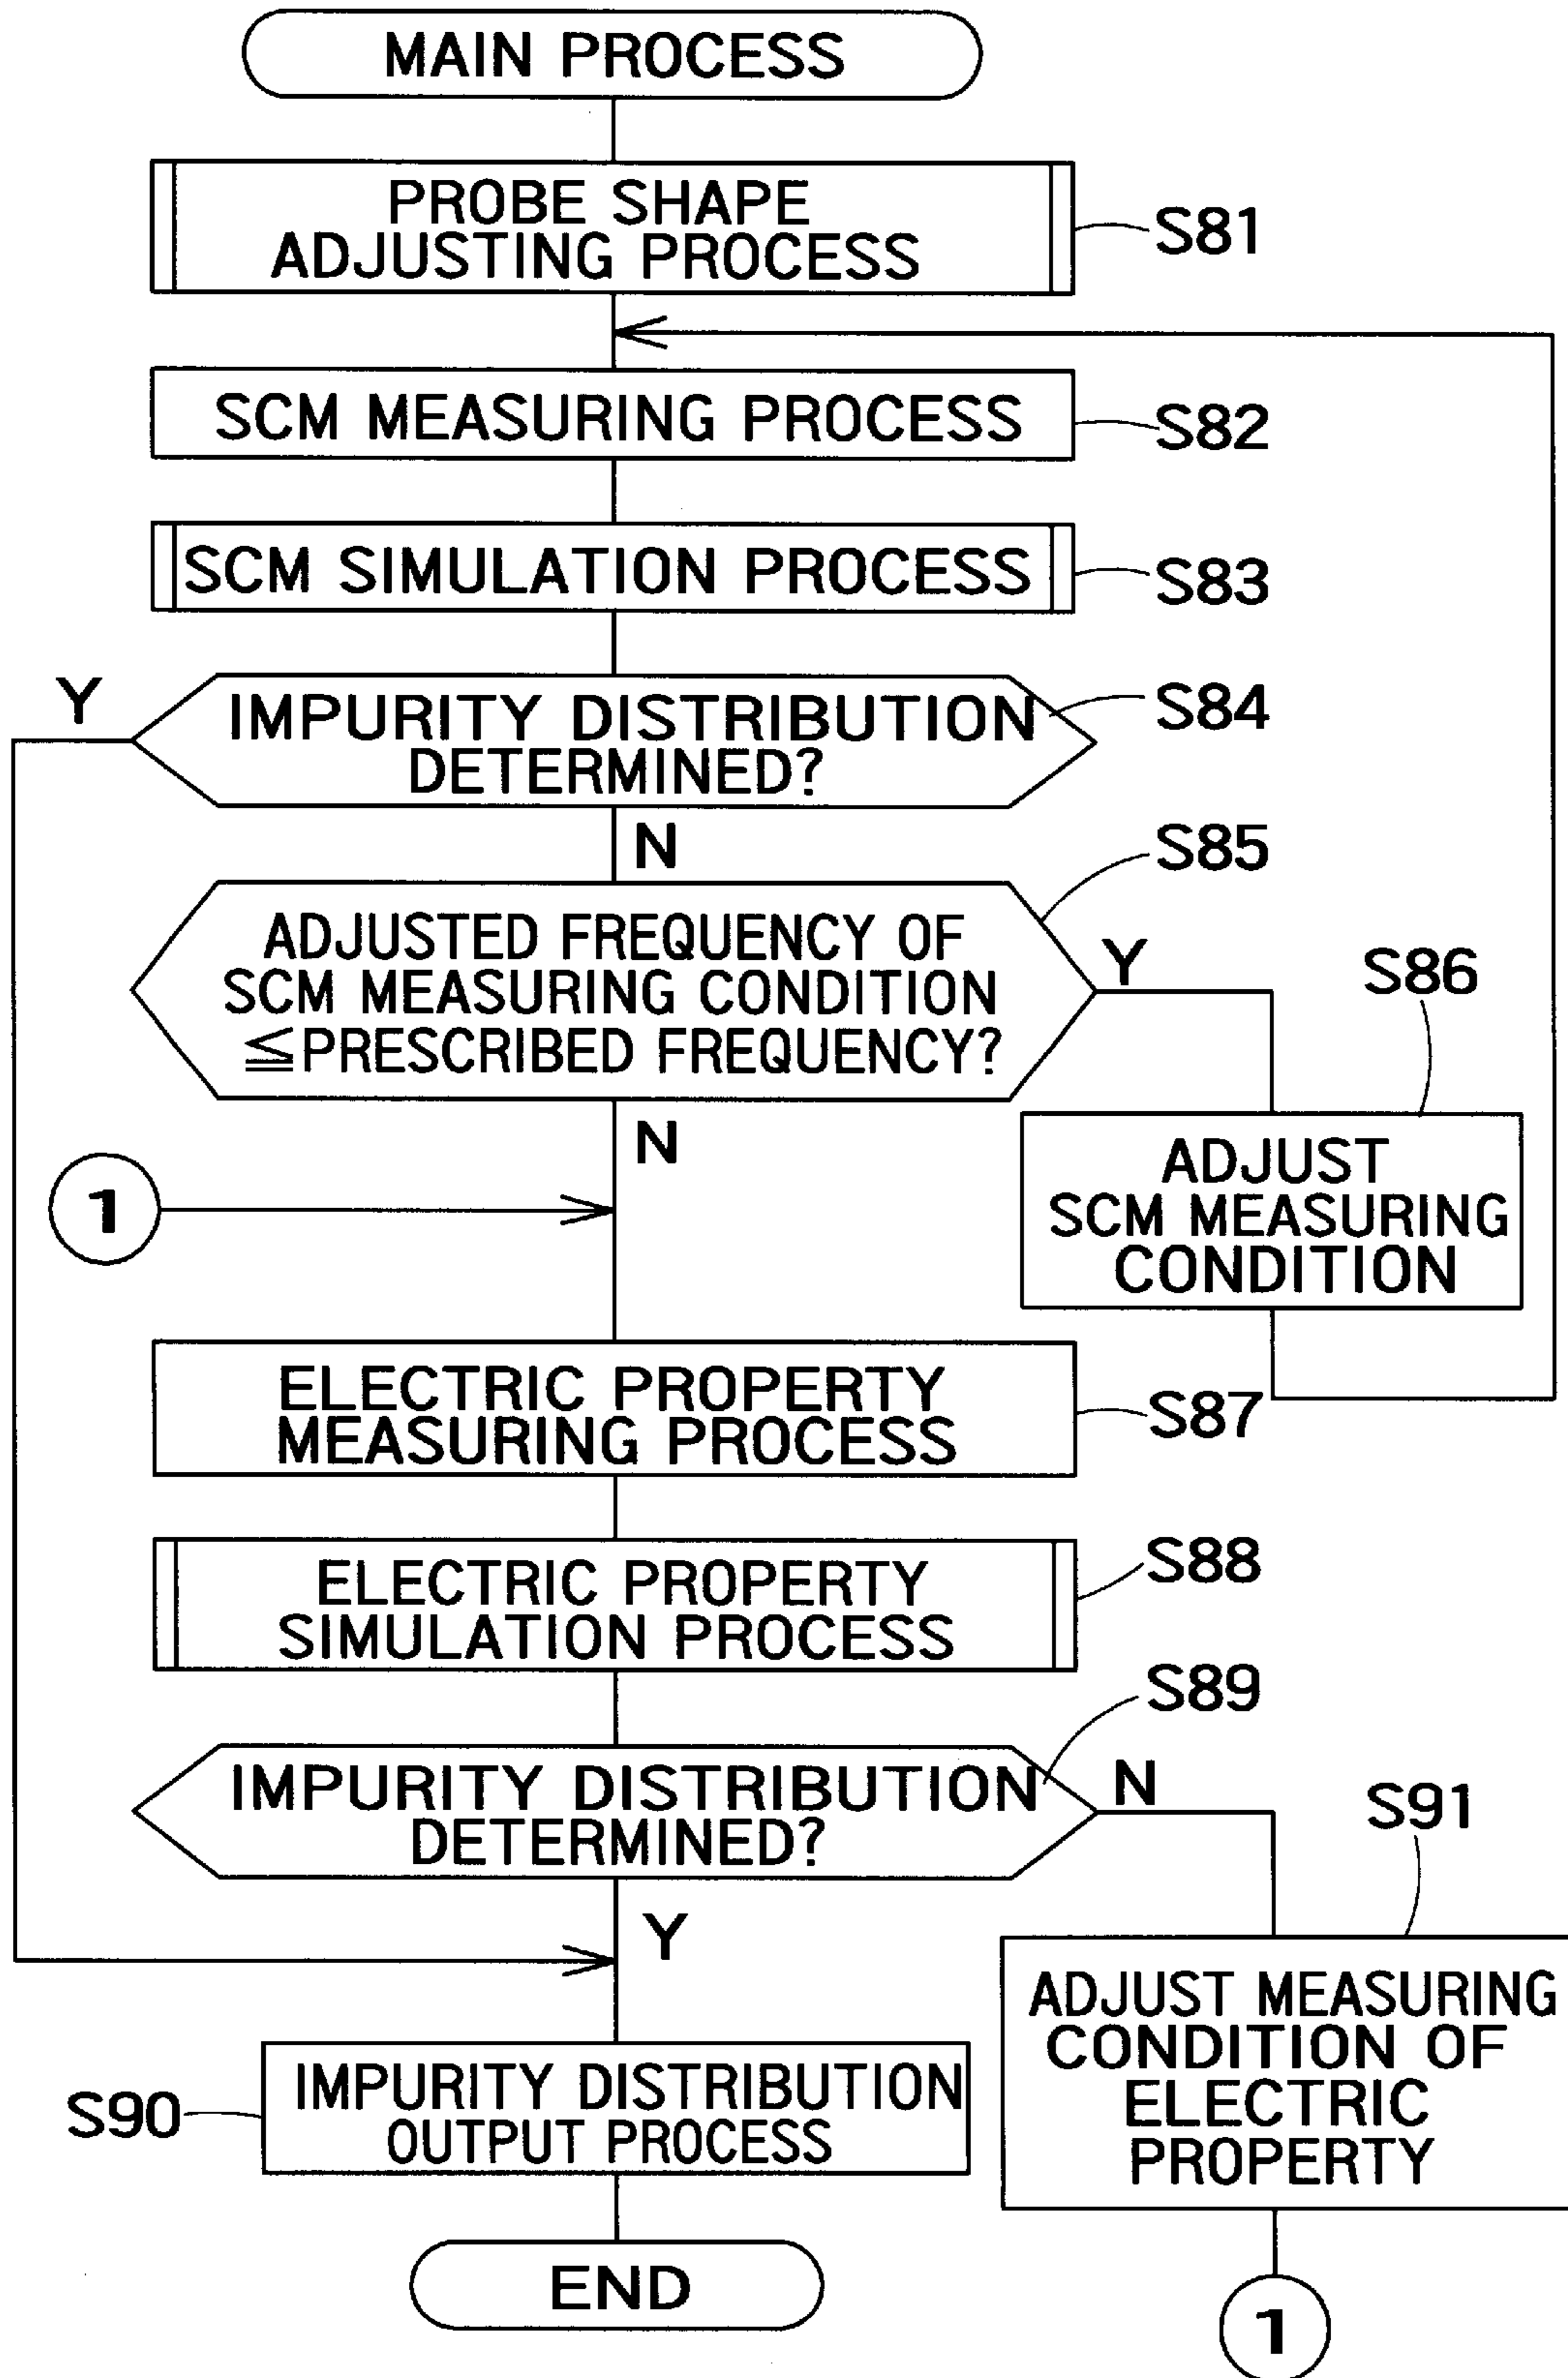 MAIN PROCESS
PROBE SHAPE
ADJUSTING PROCESS
S81
SCM MEASURING PROCESS
S82
SCM SIMULATION PROCESS
S83
Y
IMPURITY DISTRIBUTION
DETERMINED?
S84
N
S85
ADJUSTED FREQUENCY OF
SCM MEASURING CONDITION
≦PRESCRIBED FREQUENCY?
Y
S86
N
1
ADJUST
SCM MEASURING
CONDITION
ELECTRIC PROPERTY
MEASURING PROCESS
S87
ELECTRIC PROPERTY
SIMULATION PROCESS
S88
S89
IMPURITY DISTRIBUTION
DETERMINED?
N
S91
Y
ADJUST MEASURING
CONDITION OF
ELECTRIC
PROPERTY
S90
IMPURITY DISTRIBUTION
OUTPUT PROCESS
END
1